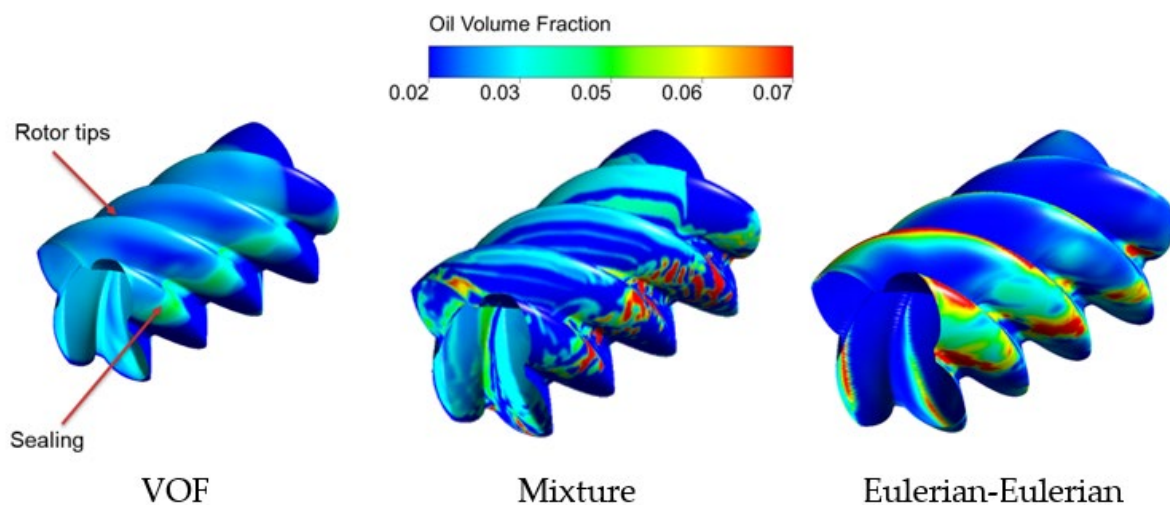 Oil Volume Fraction
0.02 0.03 0.05 0.06 0.07
Rotor tips
Sealing
VOF Mixture Eulerian-Eulerian